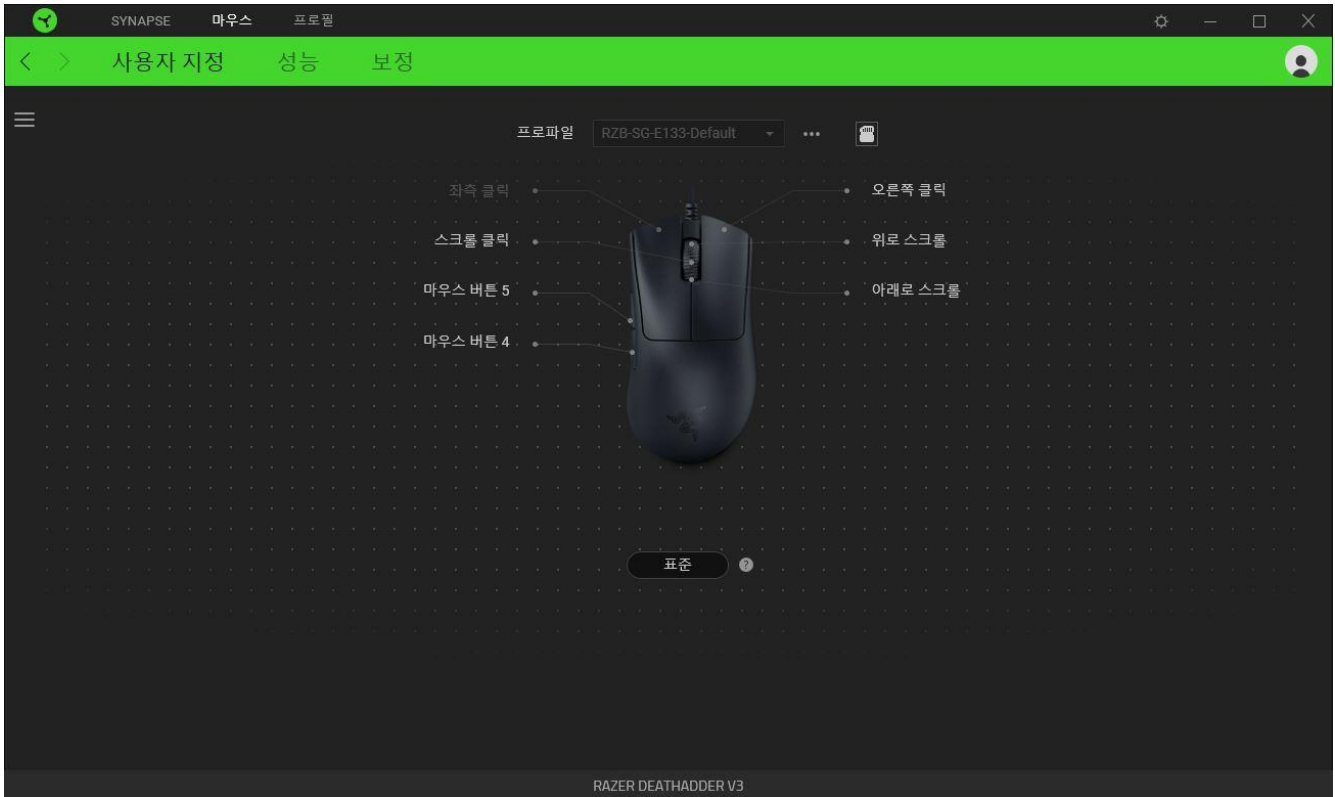 SYNAPSE 마우스 프로필
사용자 지정 성능 보정
프로파일 RZB-SG-E133-Default
좌측 클릭 오른쪽 클릭
스크롤 클릭 위로 스크롤
마우스 버튼 5 아래로 스크롤
마우스 버튼 4
표준 ?
RAZER DEATHADDER V3